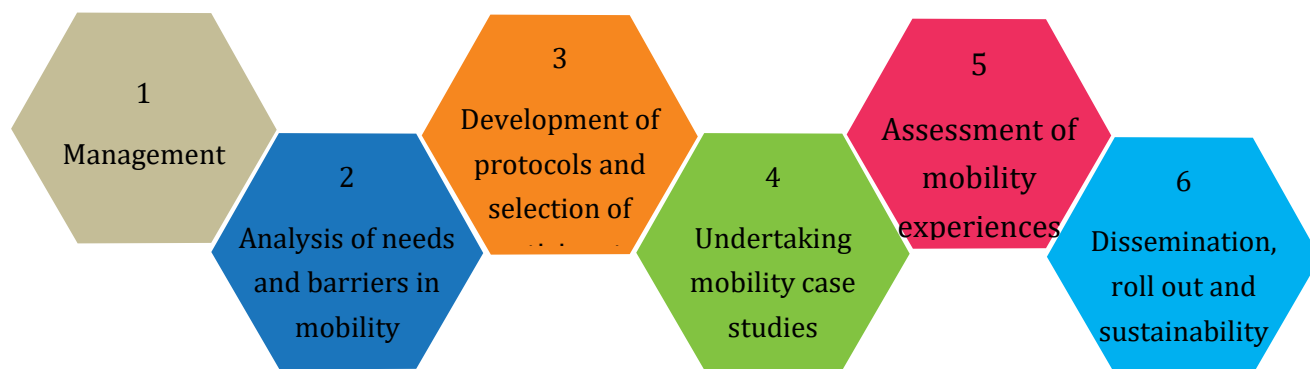 1
Management
2
Analysis of needs
and barriers in
mobility
3
Development of
protocols and
selection of
4
Undertaking
mobility case
studies
5
Assessment of
mobility
experiences
6
Dissemination,
roll out and
sustainability